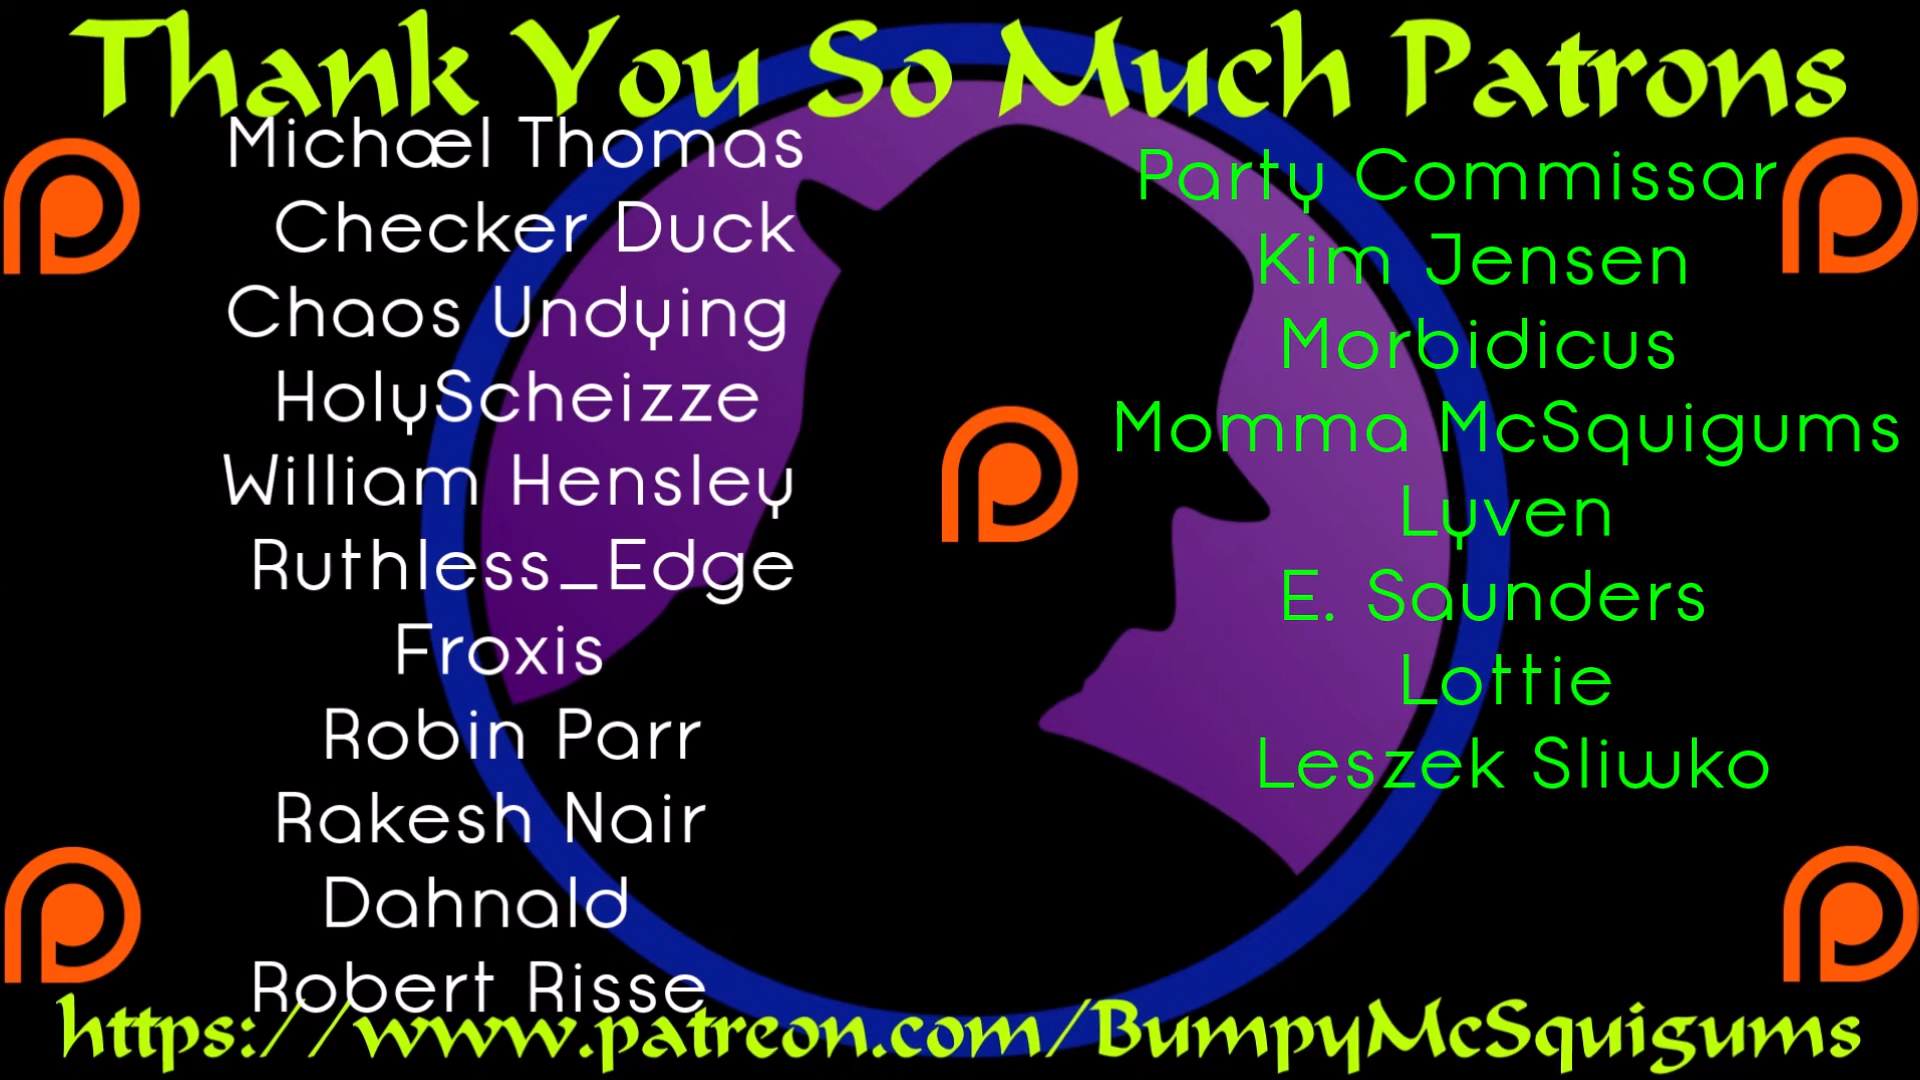 Thank You So Much Patrons
Michael Thomas
Checker Duck
Chaos Undying
HolyScheizze
William Hensley
Ruthless_Edge
Froxis
Robin Parr
Rakesh Nair
Dahnald
Robert Risse
Party Commissar
Kim Jensen
Morbidicus
Momma McSquigums
Lyven
E. Saunders
Lottie
Leszek Sliwko
https://www.patreon.com/BumpyMcSquigums